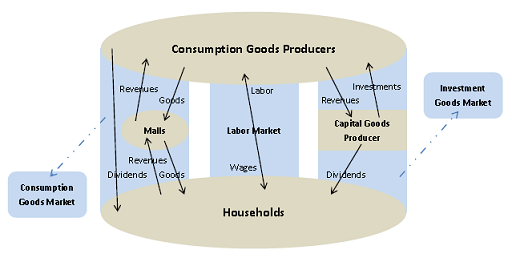 Consumption Goods Producers
Revenues
Goods
Labor
Revenues
Investments
Investment
Goods Market
Malls
Labor Market
Capital Goods
Producer
Revenues
Dividends
Goods
Wages
Dividends
Consumption
Goods Market
Households